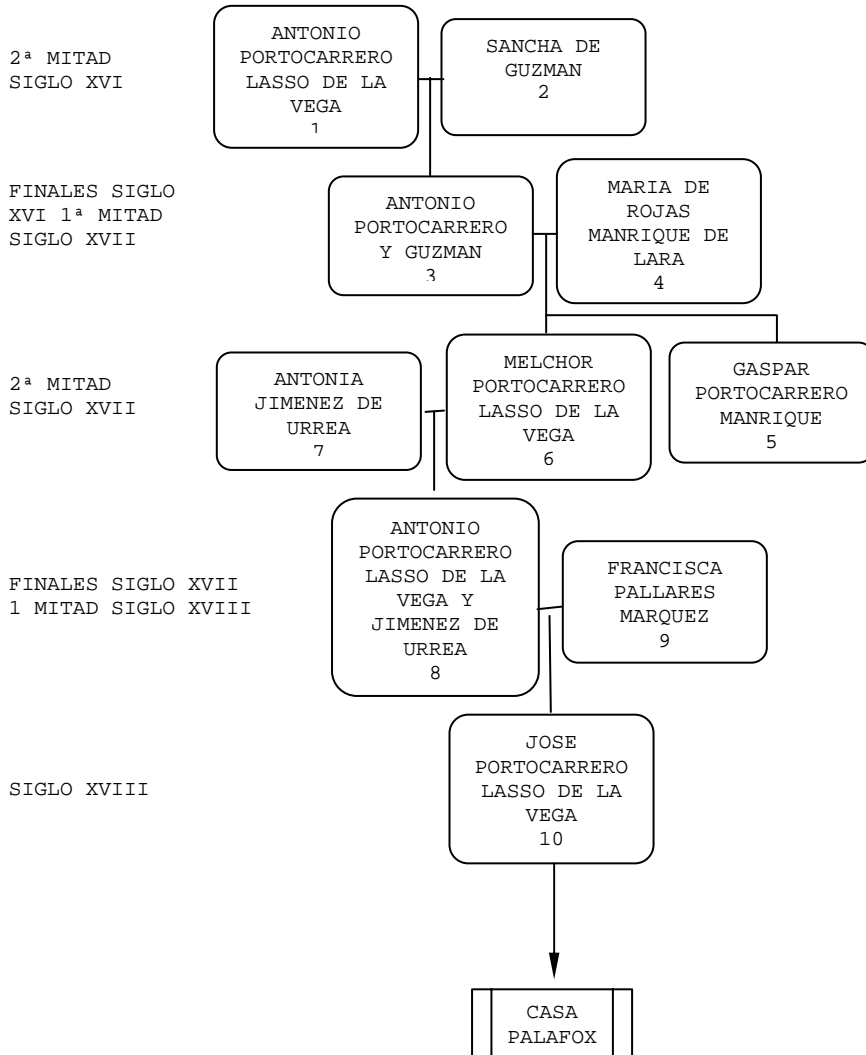 2ª MITAD
SIGLO XVI
ANTONIO
PORTOCARRERO
LASSO DE LA
VEGA
1
SANCHA DE
GUZMAN
2
FINALES SIGLO
XVI 1ª MITAD
SIGLO XVII
ANTONIO
PORTOCARRERO
Y GUZMAN
3
MARIA DE
ROJAS
MANRIQUE DE
LARA
4
2ª MITAD
SIGLO XVII
ANTONIA
JIMENEZ DE
URREA
7
MELCHOR
PORTOCARRERO
LASSO DE LA
VEGA
6
GASPAR
PORTOCARRERO
MANRIQUE
5
FINALES SIGLO XVII
1 MITAD SIGLO XVIII
ANTONIO
PORTOCARRERO
LASSO DE LA
VEGA Y
JIMENEZ DE
URREA
8
FRANCISCA
PALLARES
MARQUEZ
9
SIGLO XVIII
JOSE
PORTOCARRERO
LASSO DE LA
VEGA
10
CASA
PALAFOX